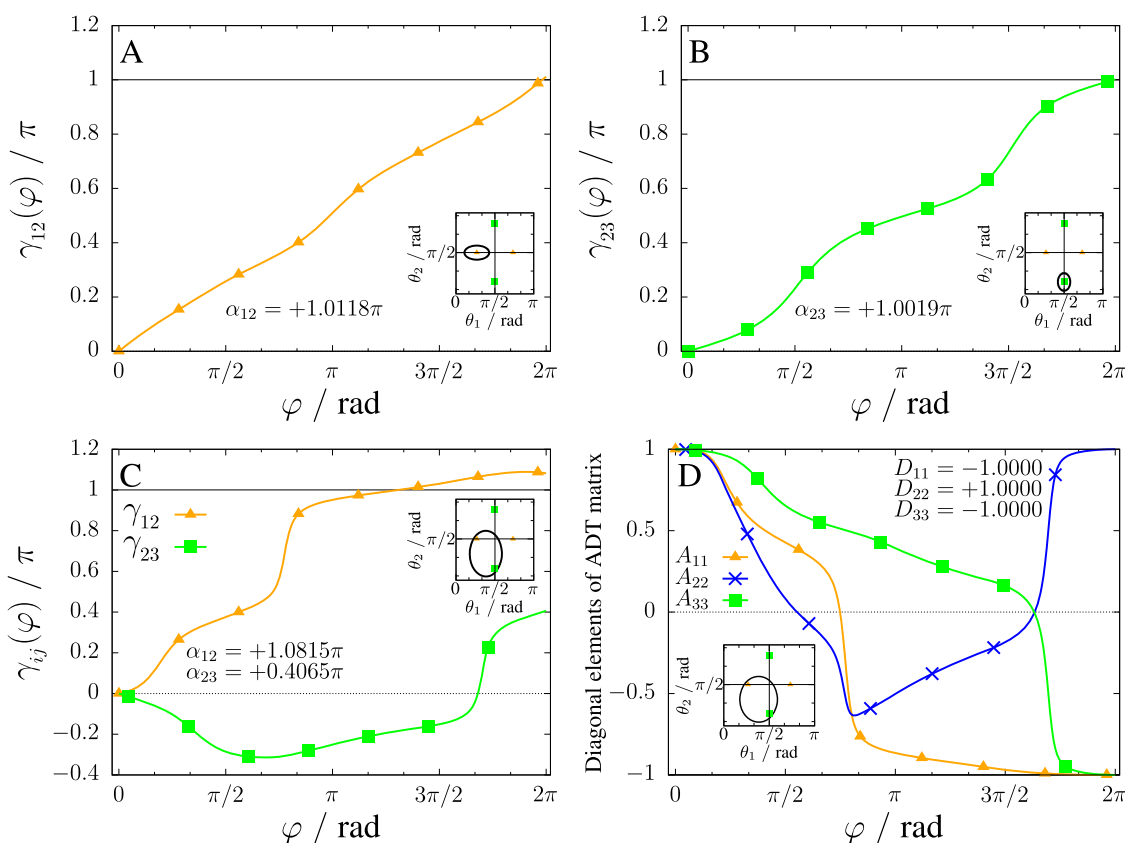 A
γ₁₂(φ) / π
1.2
1
0.8
0.6
0.4
0.2
0
α₁₂ = +1.0118π
θ₂ / rad
π/2
0
π/2
π
θ₁ / rad
0
π/2
π
3π/2
2π
φ / rad
B
γ₂₃(φ) / π
1.2
1
0.8
0.6
0.4
0.2
0
α₂₃ = +1.0019π
θ₂ / rad
π/2
0
π/2
π
θ₁ / rad
0
π/2
π
3π/2
2π
φ / rad
C
γᵢⱼ(φ) / π
1.2
1
0.8
0.6
0.4
0.2
0
−0.2
−0.4
γ₁₂
γ₂₃
α₁₂ = +1.0815π
α₂₃ = +0.4065π
θ₂ / rad
π/2
0
π/2
π
θ₁ / rad
0
π/2
π
3π/2
2π
φ / rad
D
Diagonal elements of ADT matrix
1
0.5
0
−0.5
−1
D₁₁ = −1.0000
D₂₂ = +1.0000
D₃₃ = −1.0000
A₁₁
A₂₂
A₃₃
θ₂ / rad
π/2
0
π/2
π
θ₁ / rad
0
π/2
π
3π/2
2π
φ / rad